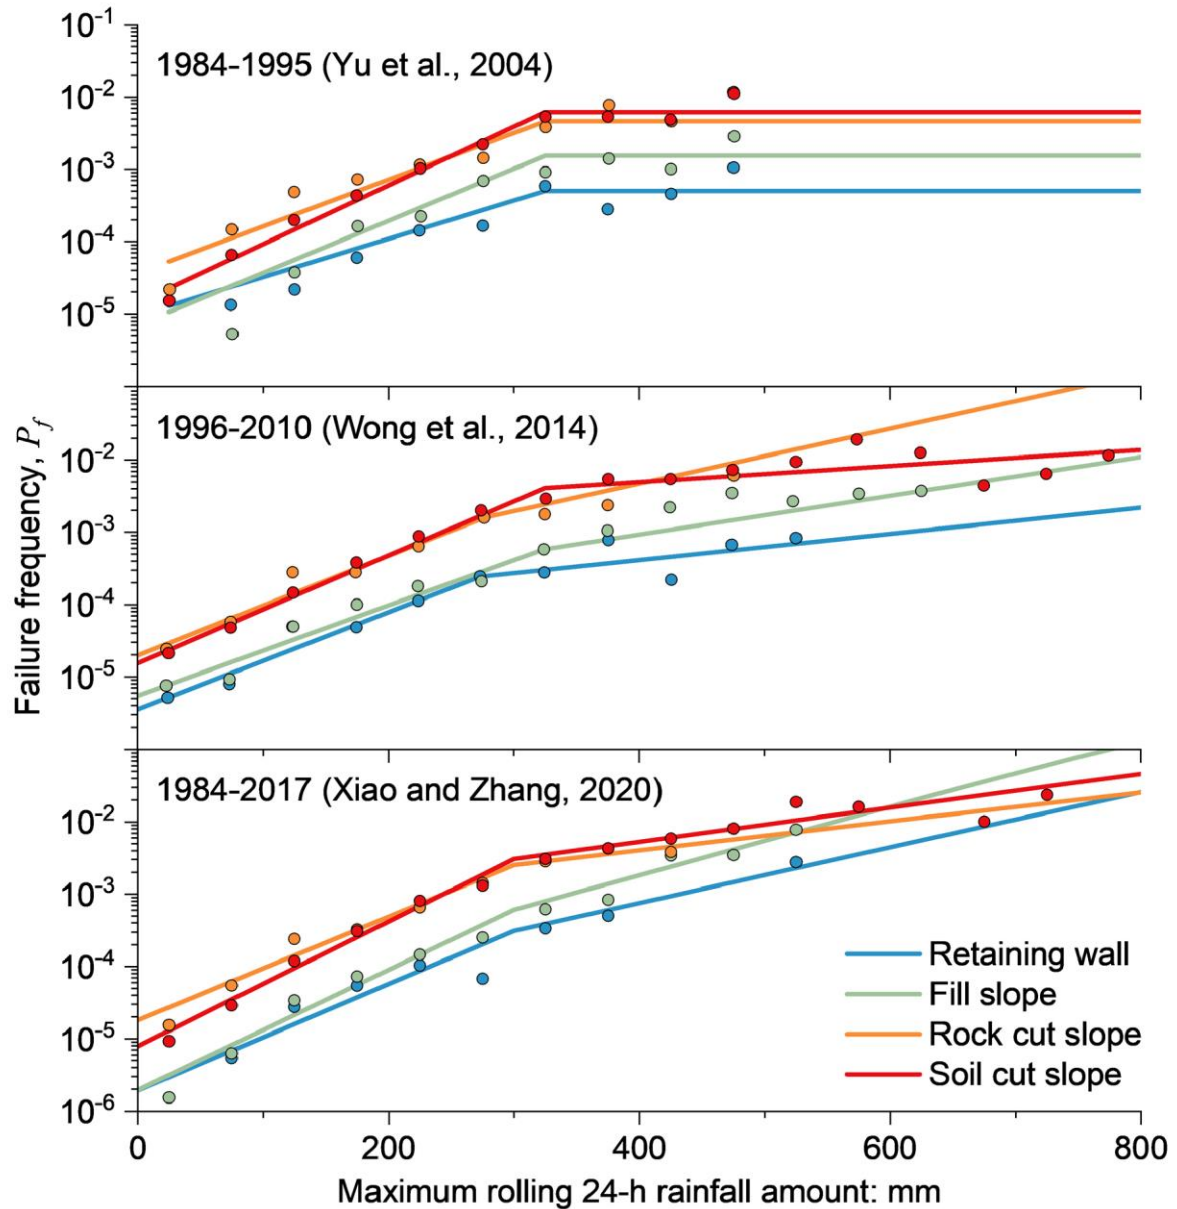 10⁻¹
1984-1995 (Yu et al., 2004)
10⁻²
10⁻³
10⁻⁴
10⁻⁵
1996-2010 (Wong et al., 2014)
10⁻²
10⁻³
10⁻⁴
10⁻⁵
Failure frequency, P_f
1984-2017 (Xiao and Zhang, 2020)
10⁻²
10⁻³
10⁻⁴
10⁻⁵
10⁻⁶
Retaining wall
Fill slope
Rock cut slope
Soil cut slope
0 200 400 600 800
Maximum rolling 24-h rainfall amount: mm